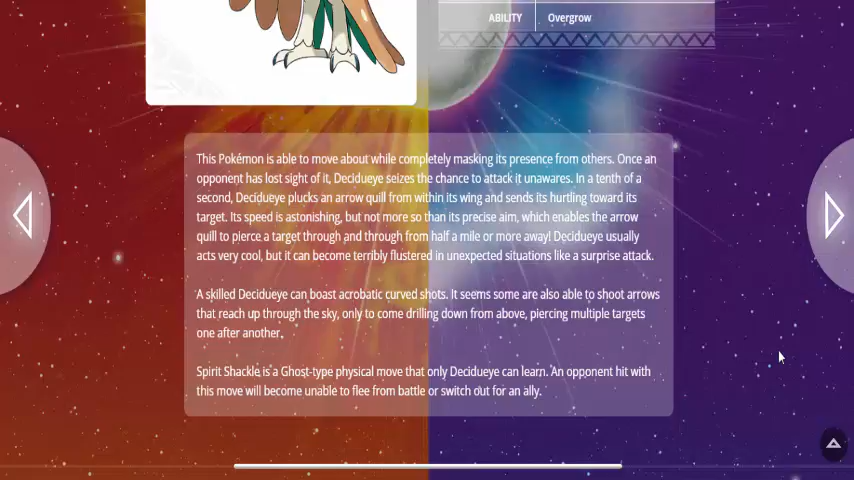 ABILITY Overgrow
This Pokémon is able to move about while completely masking its presence from others. Once an
opponent has lost sight of it, Decidueye seizes the chance to attack it unawares. In a tenth of a
second, Decidueye plucks an arrow quill from within its wing and sends its hurtling toward its
target. Its speed is astonishing, but not more so than its precise aim, which enables the arrow
quill to pierce a target through and through from half a mile or more away! Decidueye usually
acts very cool, but it can become terribly flustered in unexpected situations like a surprise attack.
A skilled Decidueye can boast acrobatic curved shots. It seems some are also able to shoot arrows
that reach up through the sky, only to come drilling down from above, piercing multiple targets
one after another.
Spirit Shackle is a Ghost-type physical move that only Decidueye can learn. An opponent hit with
this move will become unable to flee from battle or switch out for an ally.